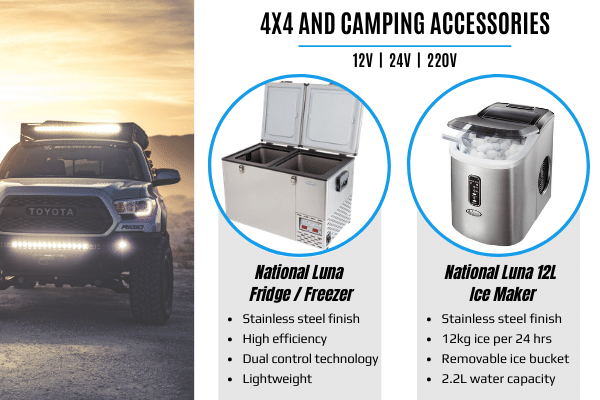 4X4 AND CAMPING ACCESSORIES
12V | 24V | 220V
TOYOTA
RIGID
National Luna
Fridge / Freezer
• Stainless steel finish
• High efficiency
• Dual control technology
• Lightweight
National Luna 12L
Ice Maker
• Stainless steel finish
• 12kg ice per 24 hrs
• Removable ice bucket
• 2.2L water capacity